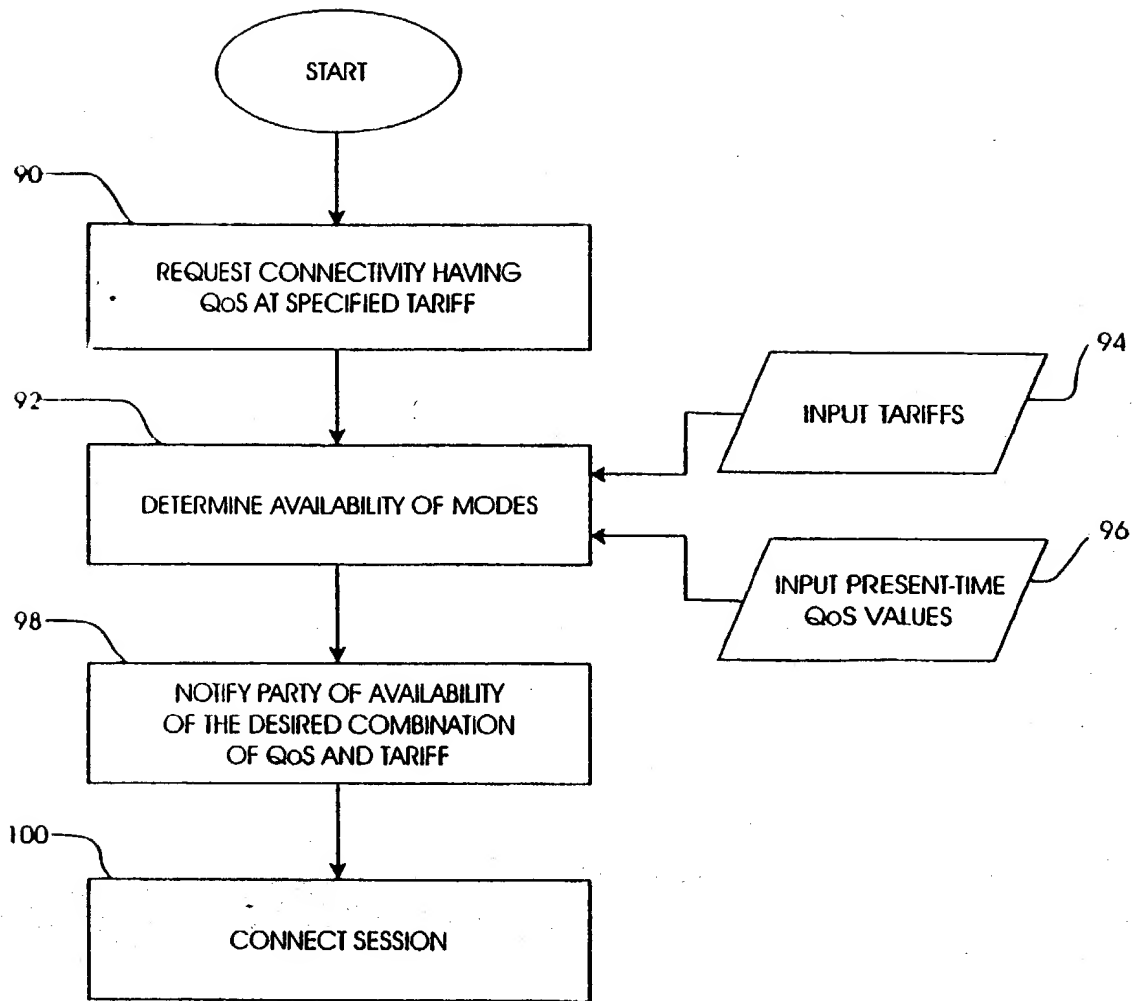 START
90
REQUEST CONNECTIVITY HAVING
QoS AT SPECIFIED TARIFF
94
INPUT TARIFFS
92
DETERMINE AVAILABILITY OF MODES
96
INPUT PRESENT-TIME
QoS VALUES
98
NOTIFY PARTY OF AVAILABILITY
OF THE DESIRED COMBINATION
OF QoS AND TARIFF
100
CONNECT SESSION